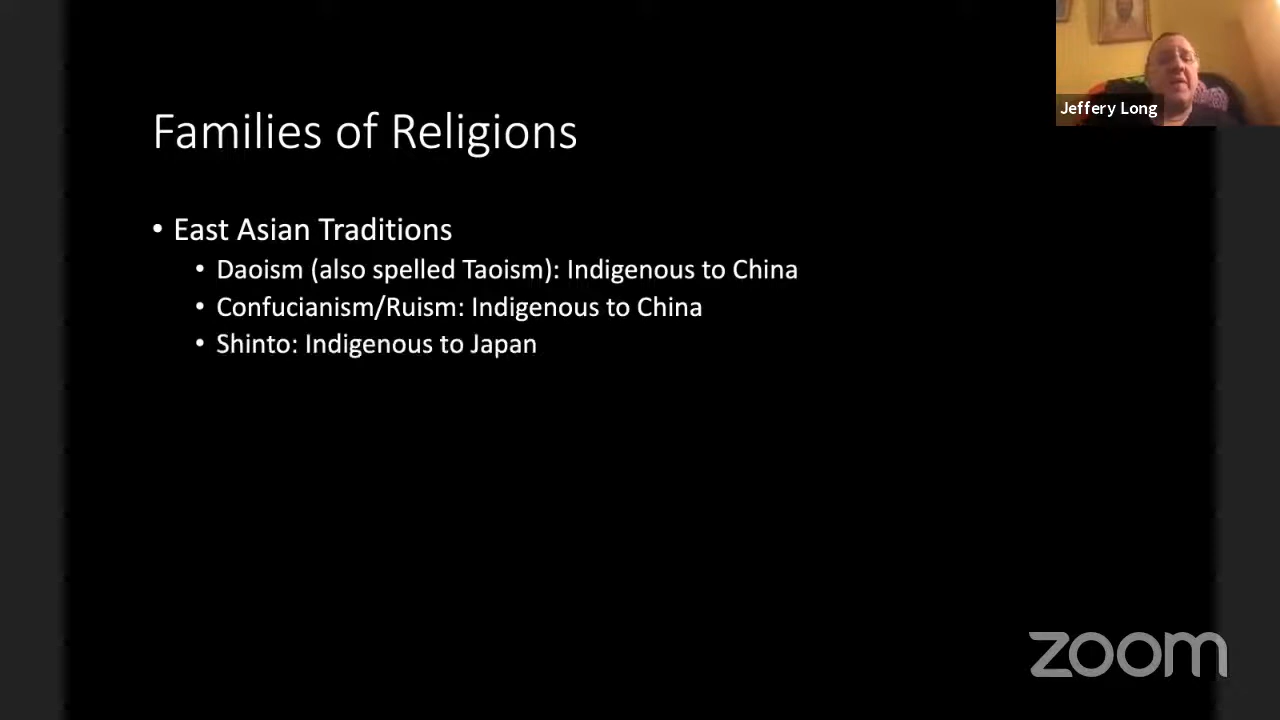 Jeffery Long
Families of Religions
• East Asian Traditions
• Daoism (also spelled Taoism): Indigenous to China
• Confucianism/Ruism: Indigenous to China
• Shinto: Indigenous to Japan
zoom